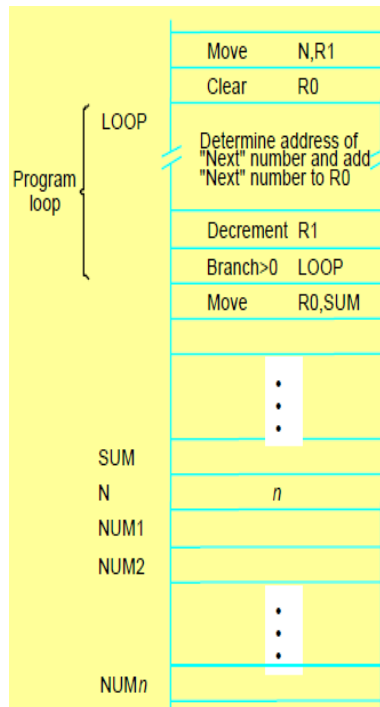 Move N,R1
Clear R0
LOOP
Determine address of
"Next" number and add
"Next" number to R0
Program
loop
Decrement R1
Branch>0 LOOP
Move R0,SUM
SUM
N n
NUM1
NUM2
NUMn